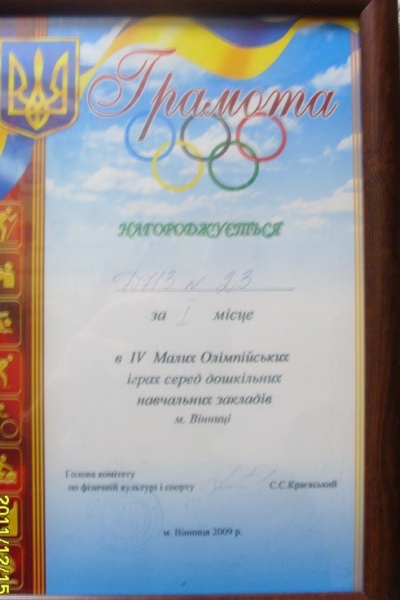 Грамота
НАГОРОДЖУЄТЬСЯ
ДНЗ № 23
за І місце
в IV Малих Олімпійських
іграх серед дошкільних
навчальних закладів
м. Вінниці
Голова комітету
по фізичній культурі і спорту
С.С.Краєвський
м. Вінниця 2009 р.
2011/12/15